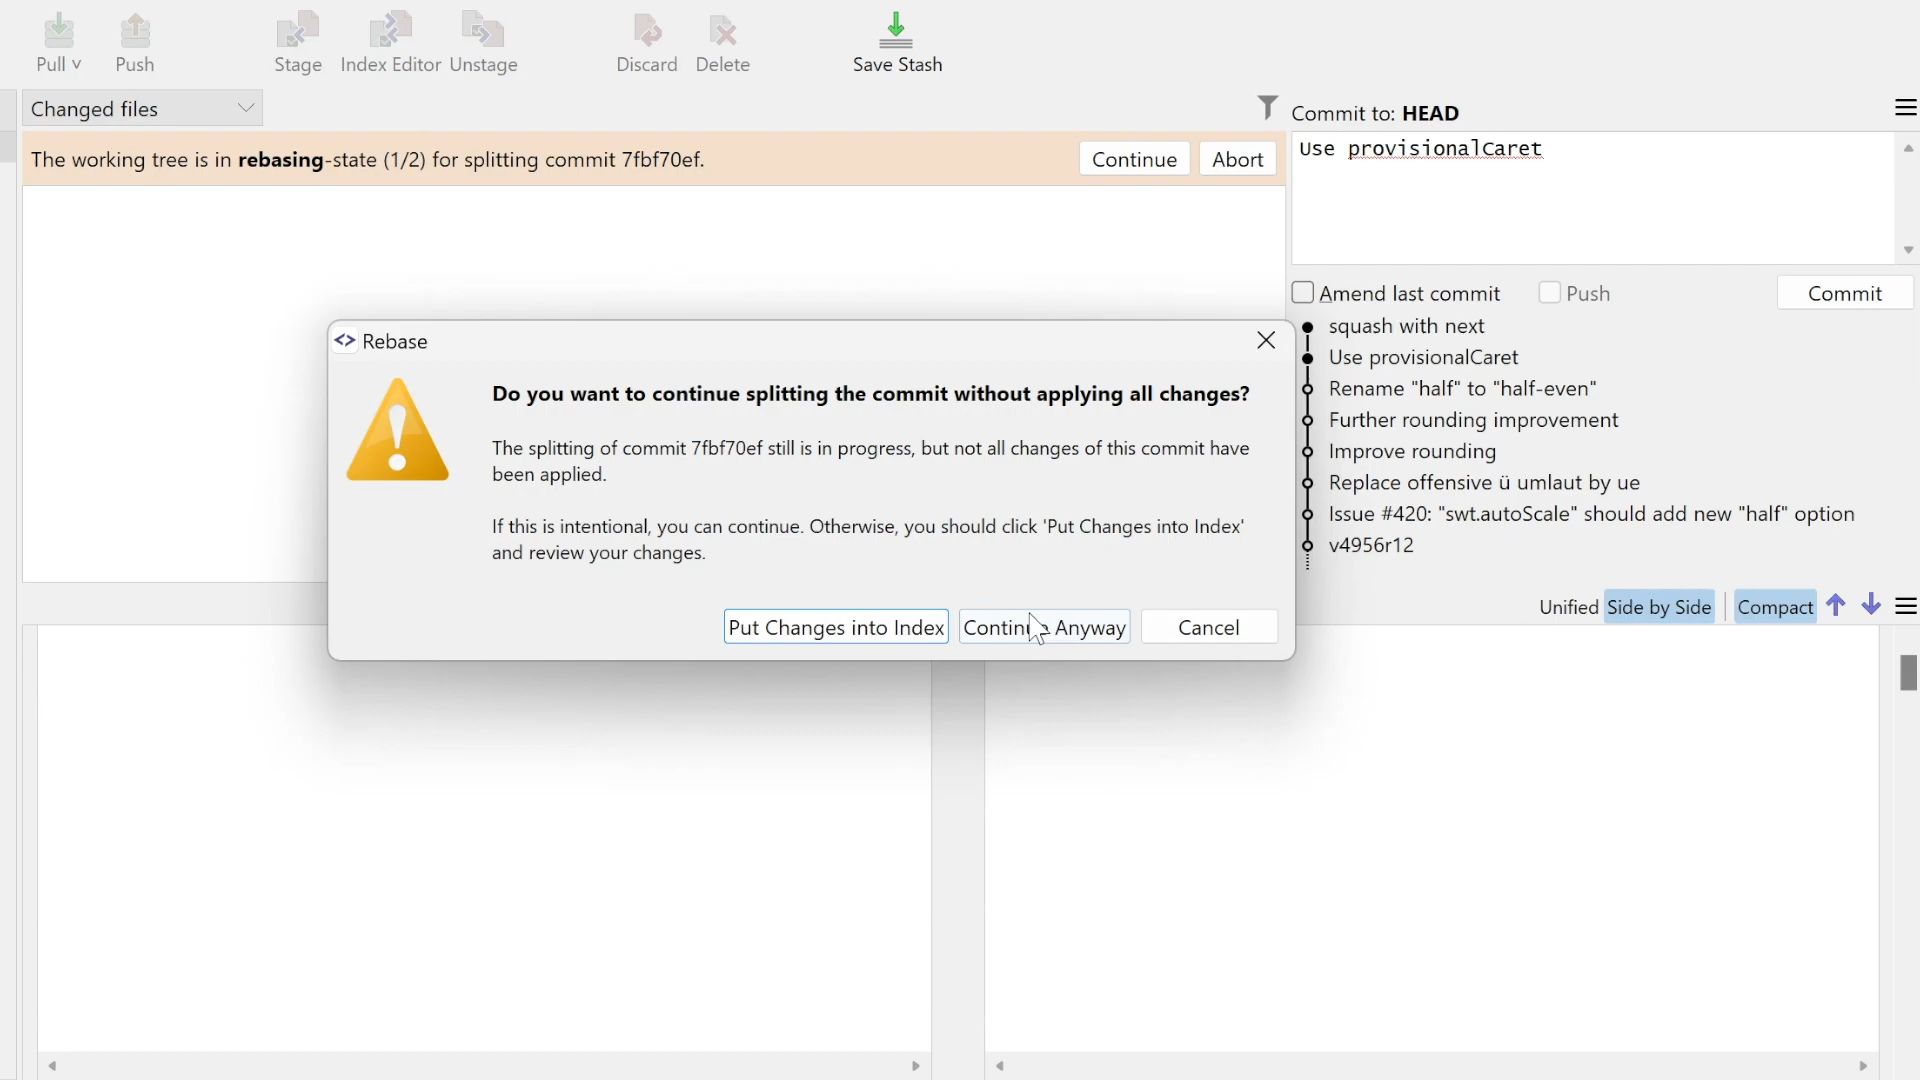 Pull
Push
Stage
Index Editor
Unstage
Discard
Delete
Save Stash
Changed files
Commit to: HEAD
The working tree is in rebasing-state (1/2) for splitting commit 7fbf70ef.
Continue
Abort
Use provisionalCaret
Amend last commit
Push
Commit
squash with next
Use provisionalCaret
Rename "half" to "half-even"
Further rounding improvement
Improve rounding
Replace offensive ü umlaut by ue
Issue #420: "swt.autoScale" should add new "half" option
v4956r12
Rebase
Do you want to continue splitting the commit without applying all changes?
The splitting of commit 7fbf70ef still is in progress, but not all changes of this commit have
been applied.
If this is intentional, you can continue. Otherwise, you should click 'Put Changes into Index'
and review your changes.
Put Changes into Index
Continue Anyway
Cancel
Unified
Side by Side
Compact